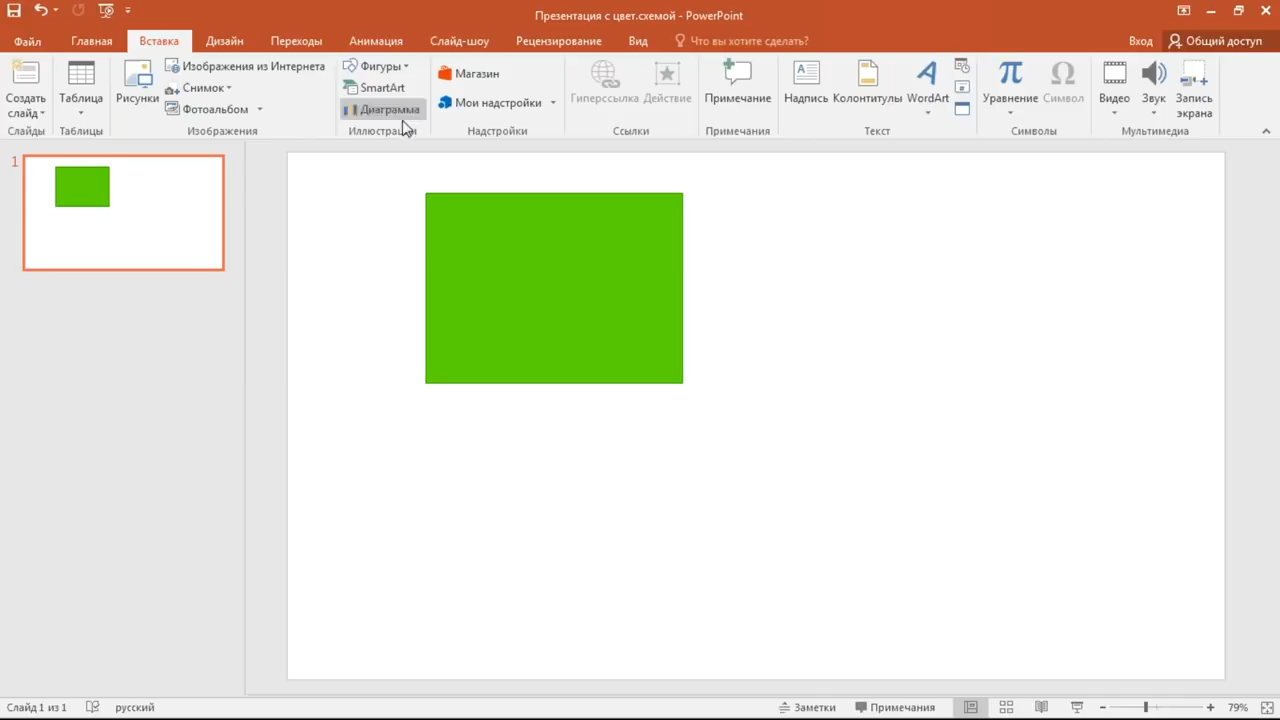 Презентация с цвет.схемой - PowerPoint
Файл Главная Вставка Дизайн Переходы Анимация Слайд-шоу Рецензирование Вид Что вы хотите сделать? Вход Общий доступ
Создать слайд
Слайды
Таблица
Таблицы
Рисунки
Изображения из Интернета
Снимок
Фотоальбом
Изображения
Фигуры
SmartArt
Диаграмма
Иллюстрации
Магазин
Мои надстройки
Надстройки
Гиперссылка Действие
Ссылки
Примечание
Примечания
Надпись Колонтитулы WordArt
Текст
Уравнение Символ
Символы
Видео Звук Запись экрана
Мультимедиа
1
Слайд 1 из 1 русский Заметки Примечания 79%